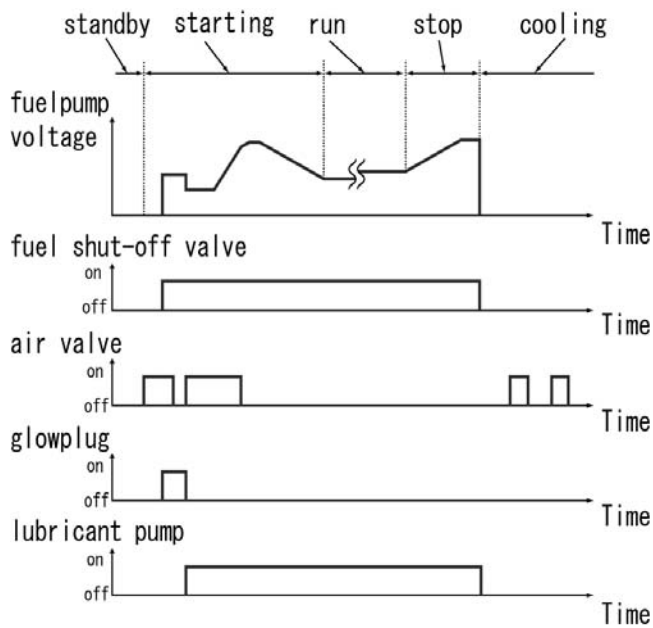 standby starting run stop cooling
fuelpump
voltage
Time
fuel shut-off valve
on
off
Time
air valve
on
off
Time
glowplug
on
off
Time
lubricant pump
on
off
Time